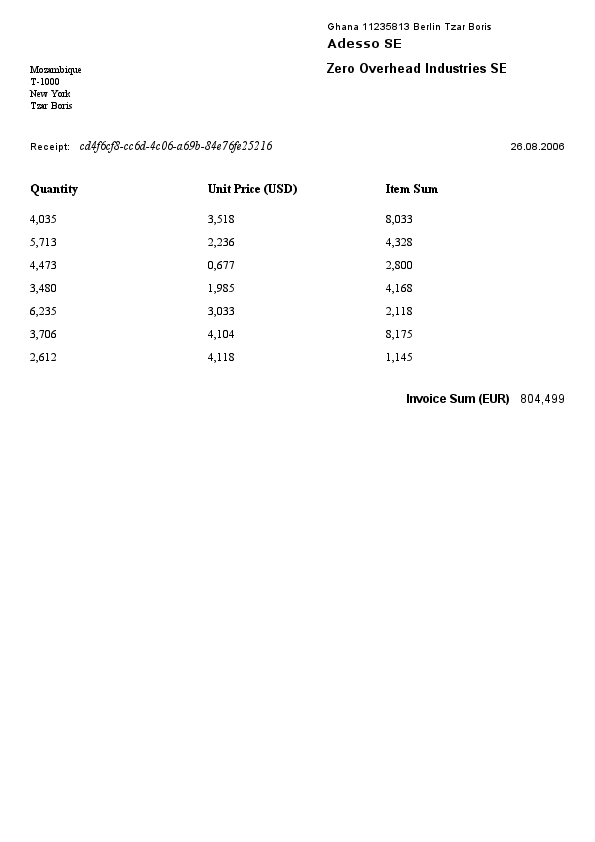 Ghana 11235813 Berlin Tzar Boris
Adesso SE
Zero Overhead Industries SE
Mozambique
T-1000
New York
Tzar Boris
Receipt: cd4f6cf8-cc6d-4c06-a69b-84e76fe25216 26.08.2006
Quantity Unit Price (USD) Item Sum
4,035 3,518 8,033
5,713 2,236 4,328
4,473 0,677 2,800
3,480 1,985 4,168
6,235 3,033 2,118
3,706 4,104 8,175
2,612 4,118 1,145
Invoice Sum (EUR) 804,499